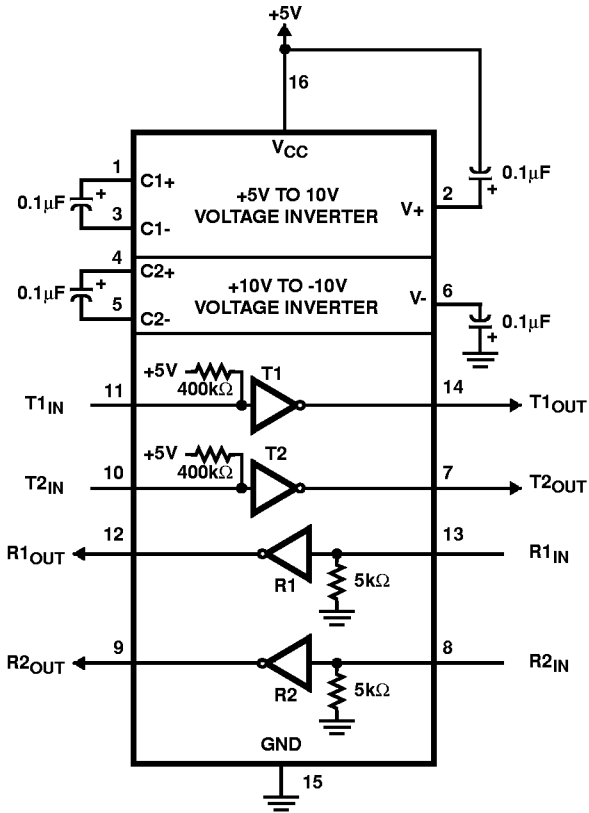 +5V
16
VCC
1
C1+
+
0.1µF
3
C1-
+5V TO 10V
VOLTAGE INVERTER
V+
2
0.1µF
+
4
C2+
+
0.1µF
5
C2-
+10V TO -10V
VOLTAGE INVERTER
V-
6
0.1µF
+
+5V
400kΩ
T1
T1IN
11
14
T1OUT
+5V
400kΩ
T2
T2IN
10
7
T2OUT
R1OUT
12
R1
5kΩ
13
R1IN
R2OUT
9
R2
5kΩ
8
R2IN
GND
15